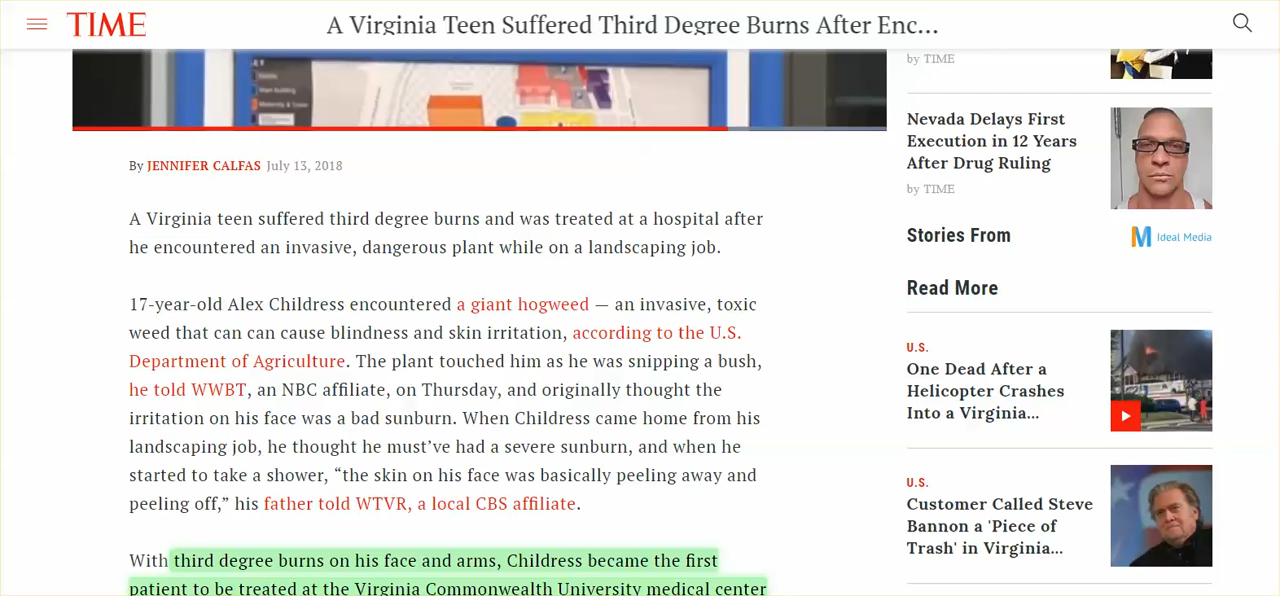 TIME
A Virginia Teen Suffered Third Degree Burns After Enc...
By JENNIFER CALFAS July 13, 2018
A Virginia teen suffered third degree burns and was treated at a hospital after
he encountered an invasive, dangerous plant while on a landscaping job.
17-year-old Alex Childress encountered a giant hogweed — an invasive, toxic
weed that can can cause blindness and skin irritation, according to the U.S.
Department of Agriculture. The plant touched him as he was snipping a bush,
he told WWBT, an NBC affiliate, on Thursday, and originally thought the
irritation on his face was a bad sunburn. When Childress came home from his
landscaping job, he thought he must’ve had a severe sunburn, and when he
started to take a shower, “the skin on his face was basically peeling away and
peeling off,” his father told WTVR, a local CBS affiliate.
With third degree burns on his face and arms, Childress became the first
patient to be treated at the Virginia Commonwealth University medical center
by TIME
Nevada Delays First
Execution in 12 Years
After Drug Ruling
by TIME
Stories From
Ideal Media
Read More
U.S.
One Dead After a
Helicopter Crashes
Into a Virginia...
U.S.
Customer Called Steve
Bannon a 'Piece of
Trash' in Virginia...